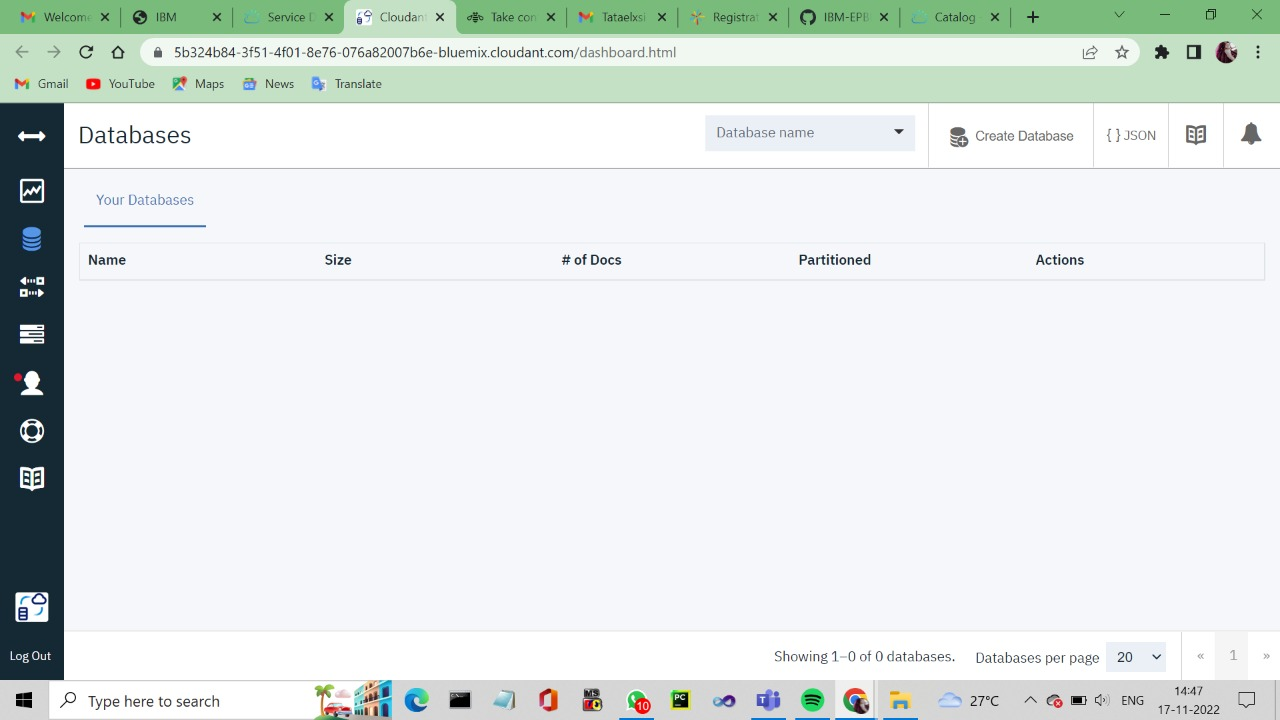 Welcome
IBM
Service D
Cloudant
Take con
Tataelxsi
Registrat
IBM-EPB
Catalog
5b324b84-3f51-4f01-8e76-076a82007b6e-bluemix.cloudant.com/dashboard.html
Gmail
YouTube
Maps
News
Translate
Databases
Database name
Create Database
{ } JSON
Your Databases
Name Size # of Docs Partitioned Actions
Log Out
Showing 1–0 of 0 databases.
Databases per page
20
«
1
»
Type here to search
10
PC
27°C
ENG
14:47
17-11-2022